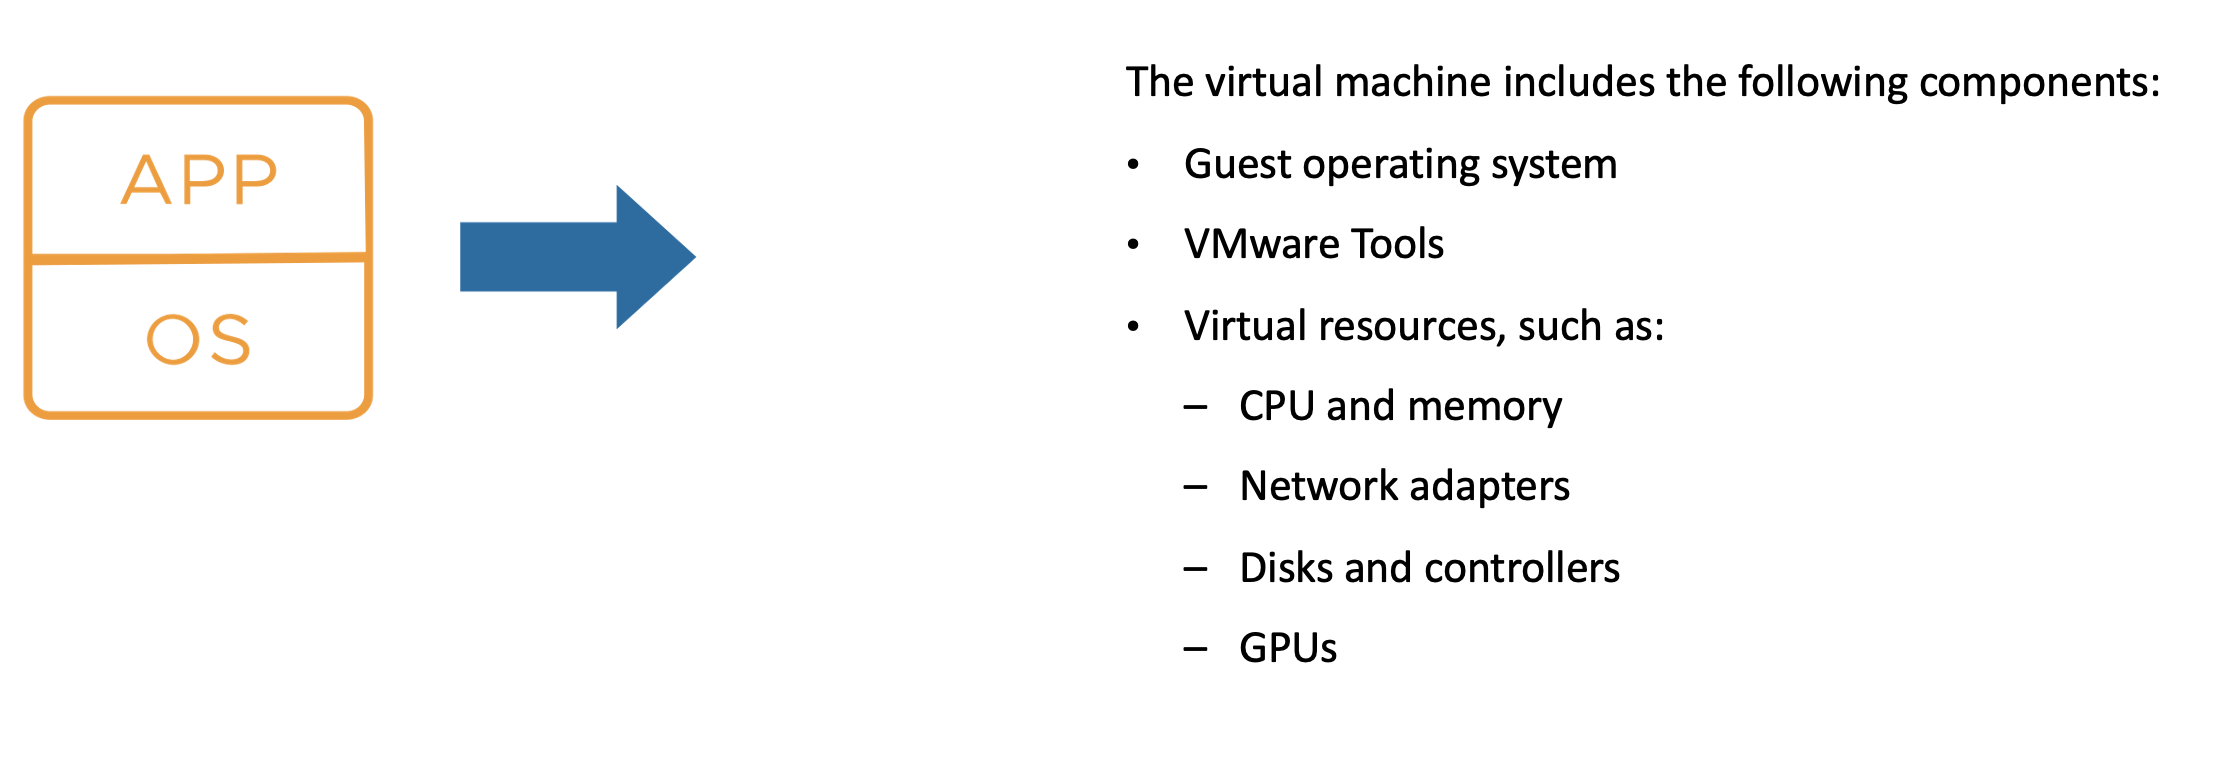 APP
OS
The virtual machine includes the following components:
• Guest operating system
• VMware Tools
• Virtual resources, such as:
– CPU and memory
– Network adapters
– Disks and controllers
– GPUs